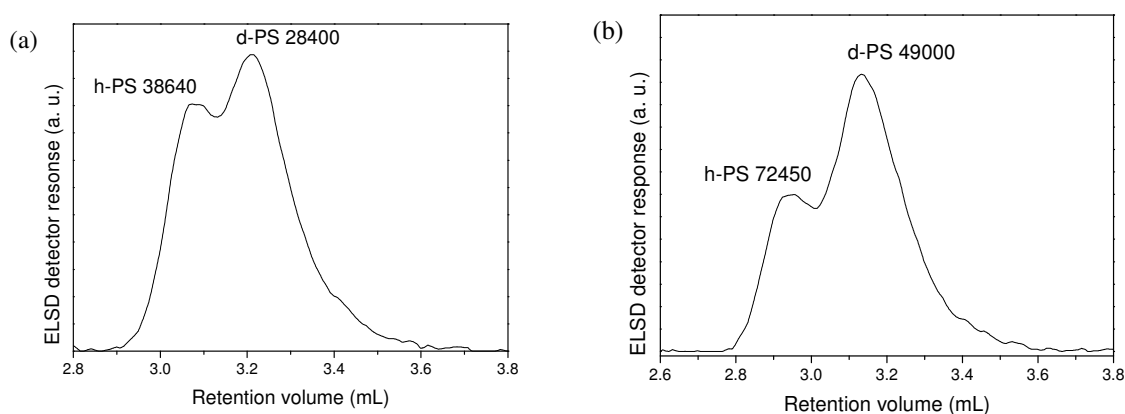 (a)
d-PS 28400
h-PS 38640
ELSD detector resonse (a. u.)
2.8 3.0 3.2 3.4 3.6 3.8
Retention volume (mL)
(b)
d-PS 49000
h-PS 72450
ELSD detector response (a. u.)
2.6 2.8 3.0 3.2 3.4 3.6 3.8
Retention volume (mL)